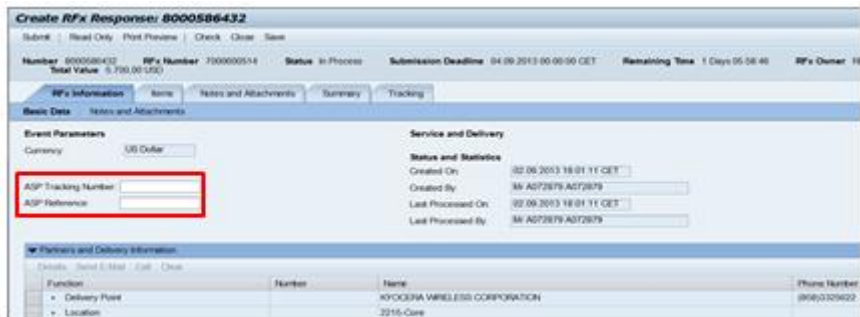 Create RFx Response: 8000586432
Submit Read Only Print Preview Check Close Save
Number 8000586432 RFx Number 7000000514 Status In Process Submission Deadline 04.09.2013 00:00:00 CET Remaining Time 1 Days 05:58:46 RFx Owner
Total Value 5.700,00 USD
RFx Information Items Notes and Attachments Summary Tracking
Basic Data Notes and Attachments
Event Parameters Service and Delivery
Currency: US Dollar
Status and Statistics
Created On: 02.09.2013 18:01:11 CET
ASP Tracking Number Created By: Mr A072879 A072879
ASP Reference Last Processed On: 02.09.2013 18:01:11 CET
Last Processed By: Mr A072879 A072879
Partners and Delivery Information
Details Send E-Mail Call Clear
Function Number Name Phone Number
Delivery Point KYOCERA WIRELESS CORPORATION
Location 2215-Core